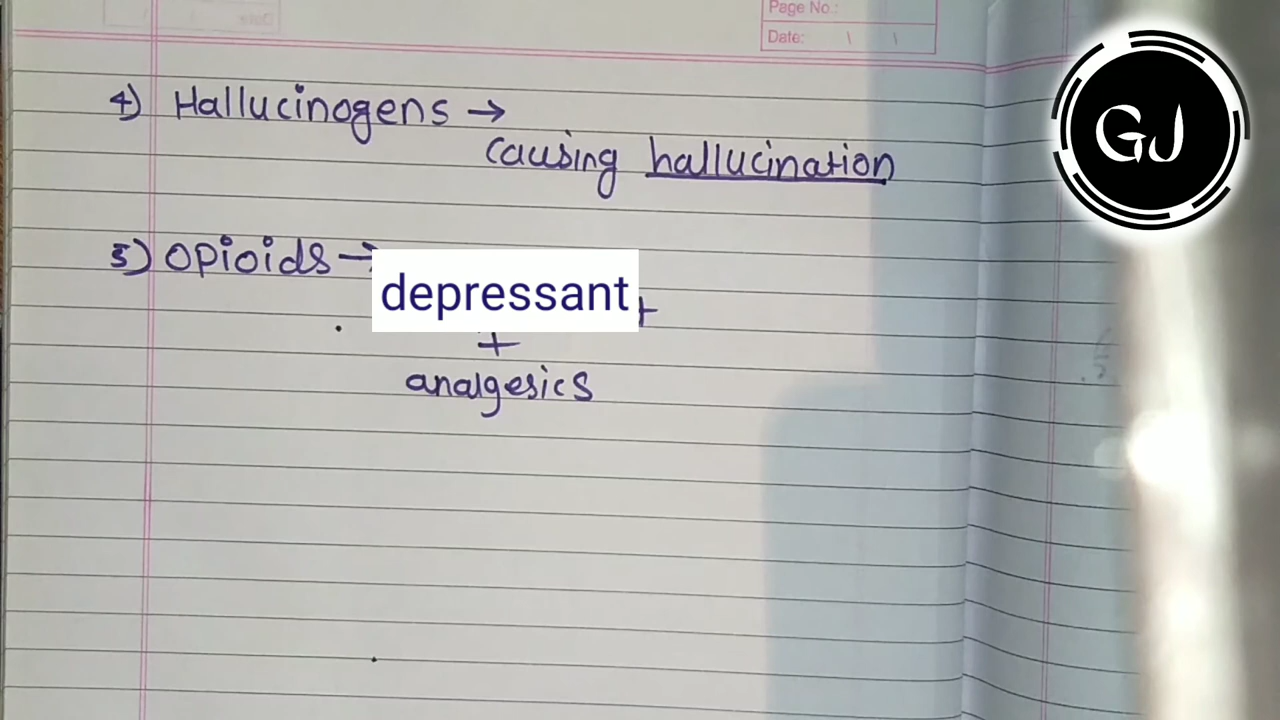 Page No.:
Date:
4) Hallucinogens →
causing hallucination
5) Opioids →
depressant
+
analgesics
GJ